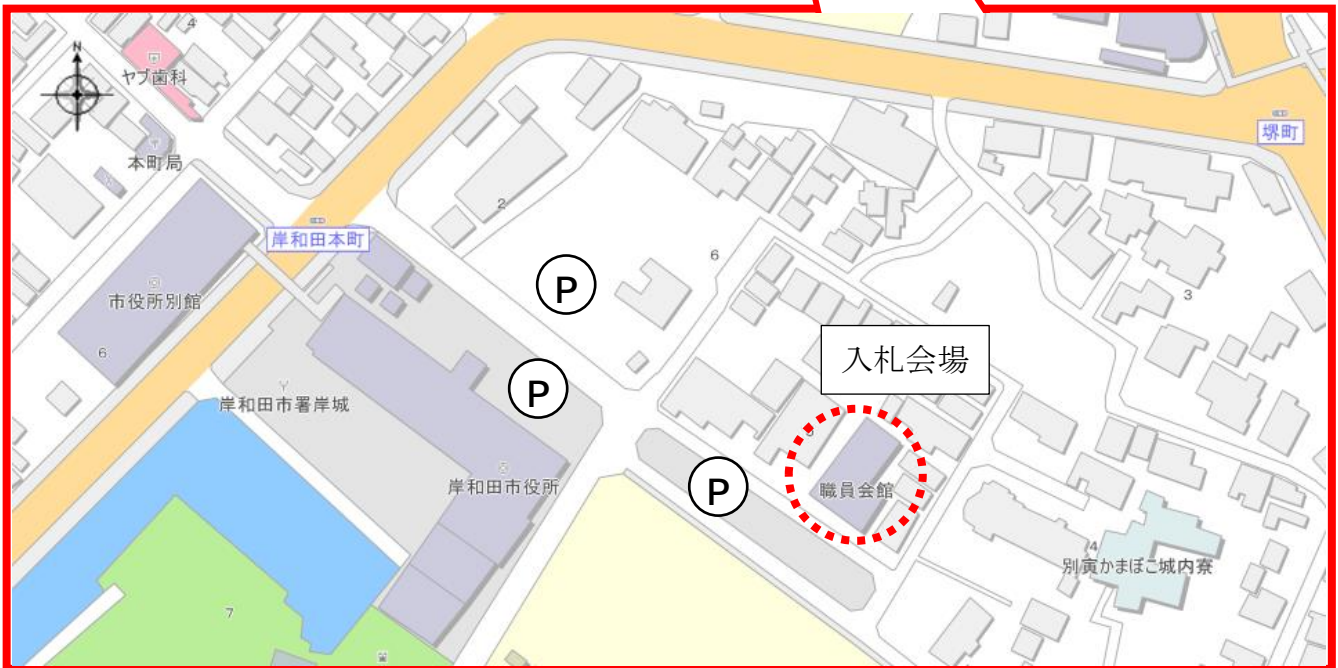 4
N
ヤブ歯科
堺町
本町局
2
岸和田本町
6
P
3
市役所別館
入札会場
6
P
岸和田市署岸城
5
P
岸和田市役所
職員会館
4
別寅かまぼこ城内寮
7